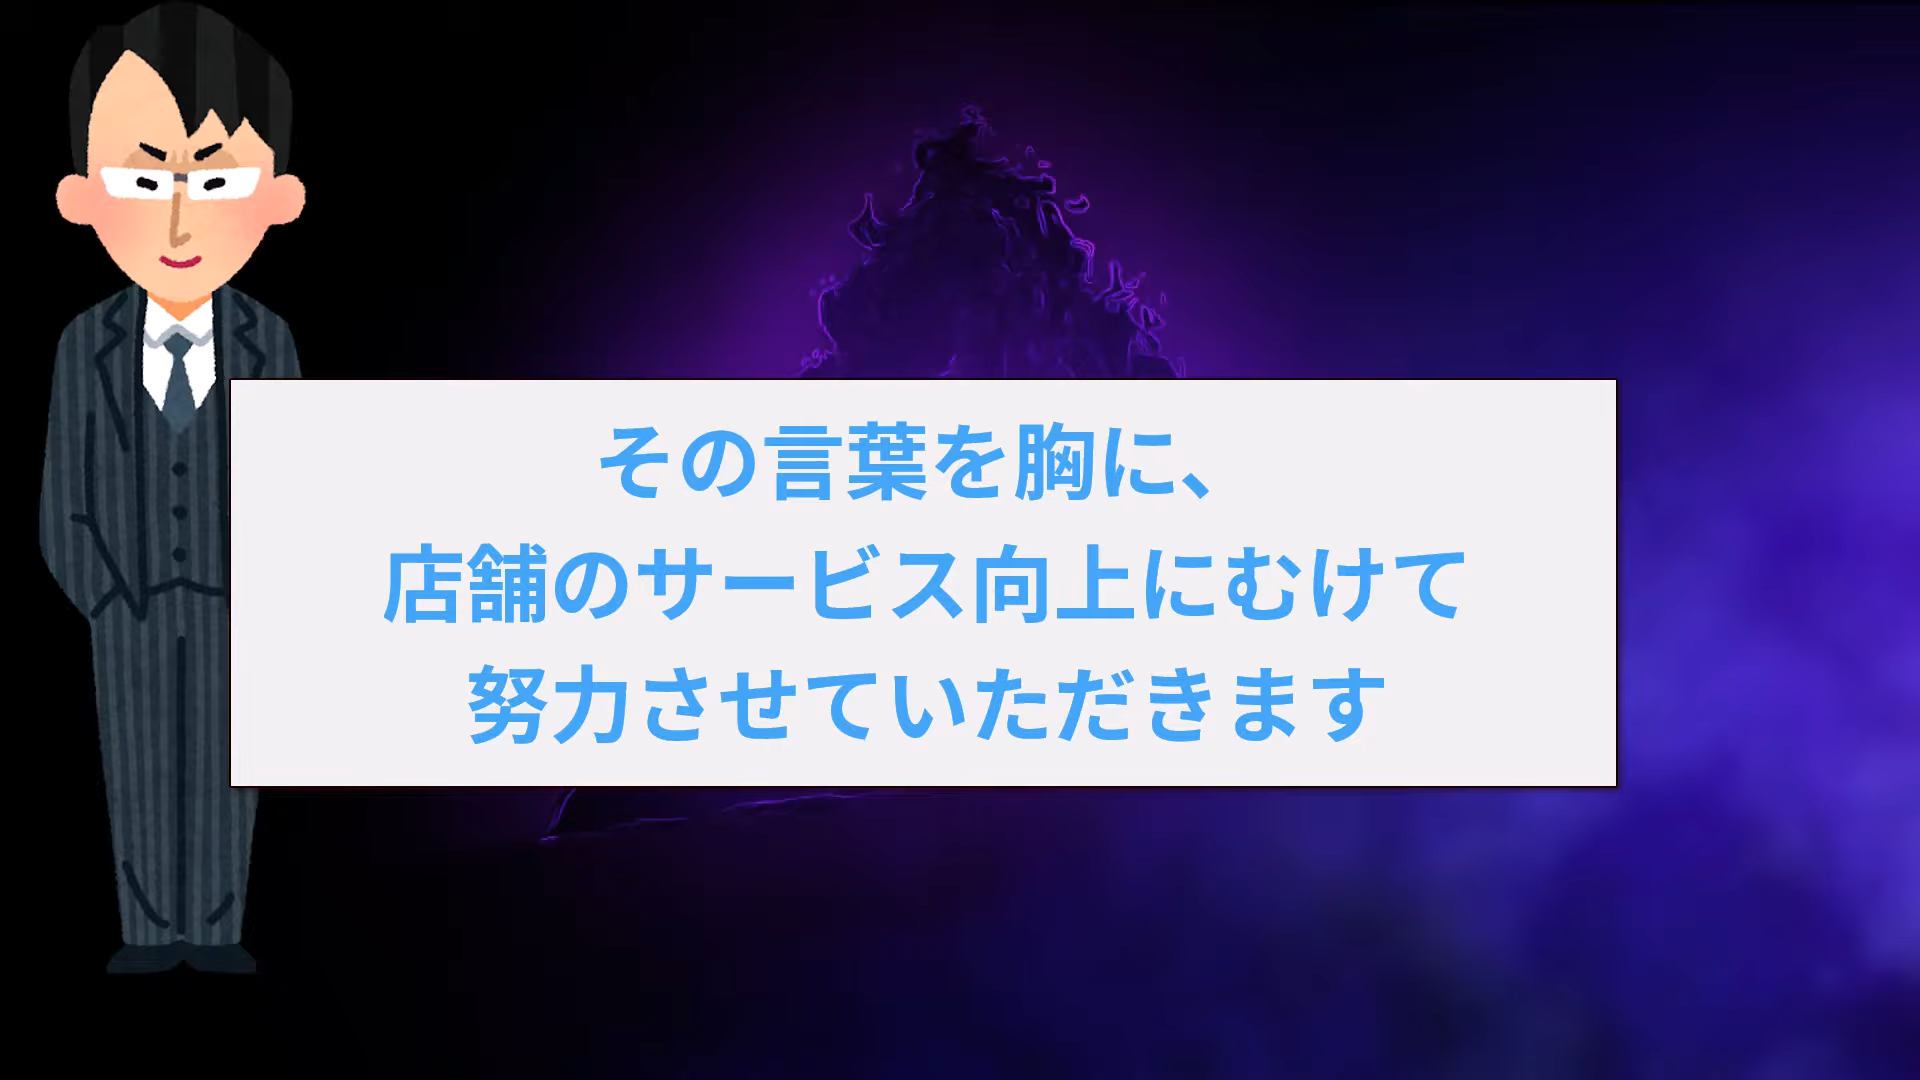 その言葉を胸に、
店舗のサービス向上にむけて
努力させていただきます